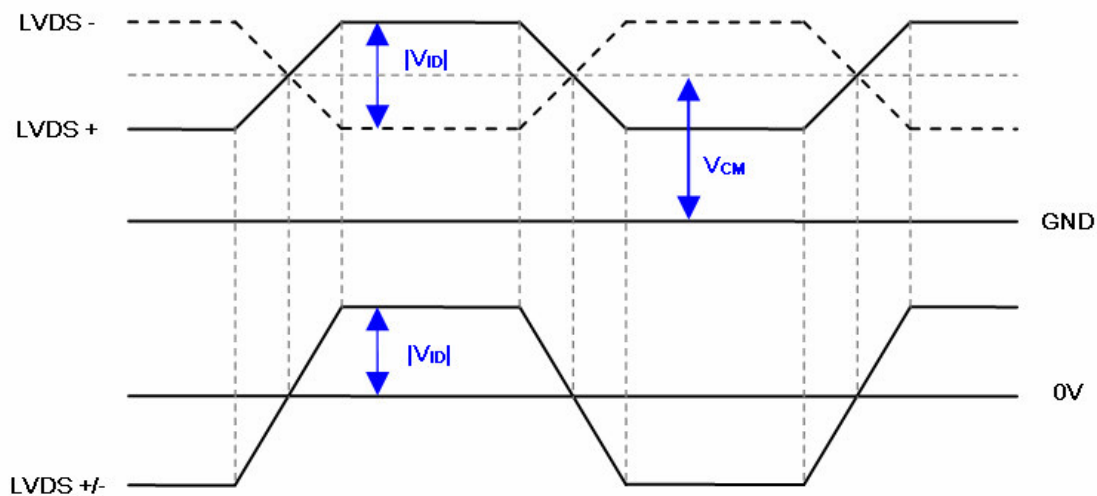 LVDS -
|VID|
LVDS +
VCM
GND
|VID|
0V
LVDS +/-